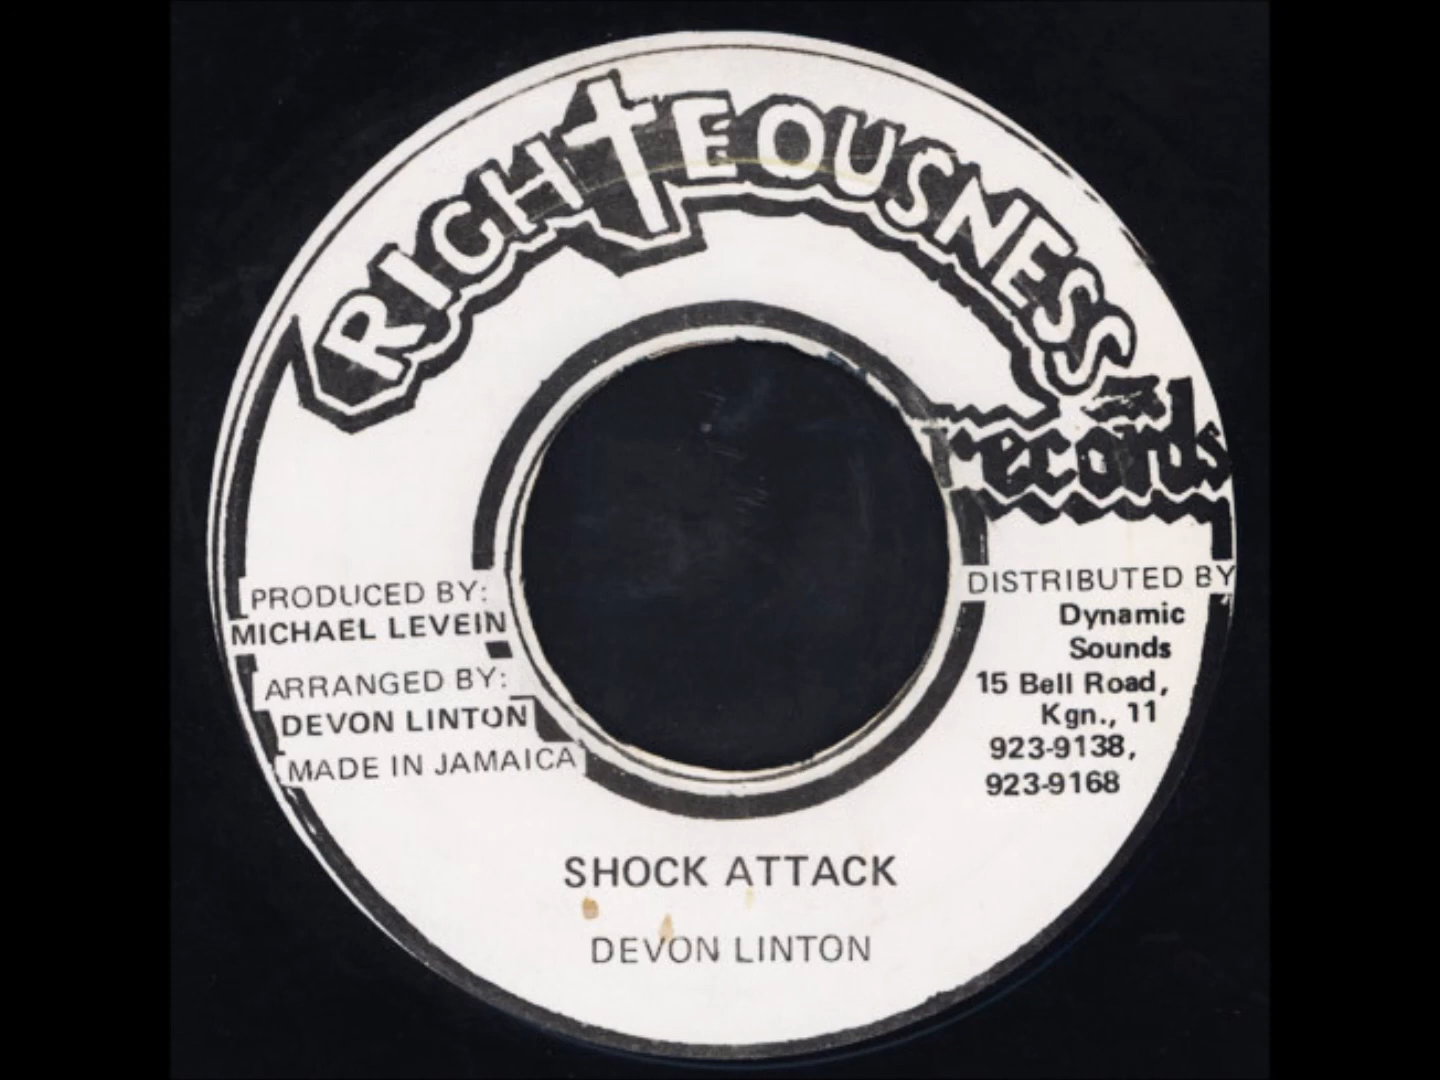 RIGHTEOUSNESS
records
PRODUCED BY:
MICHAEL LEVEIN
ARRANGED BY:
DEVON LINTON
MADE IN JAMAICA
DISTRIBUTED BY
Dynamic
Sounds
15 Bell Road,
Kgn., 11
923-9138,
923-9168
SHOCK ATTACK
DEVON LINTON